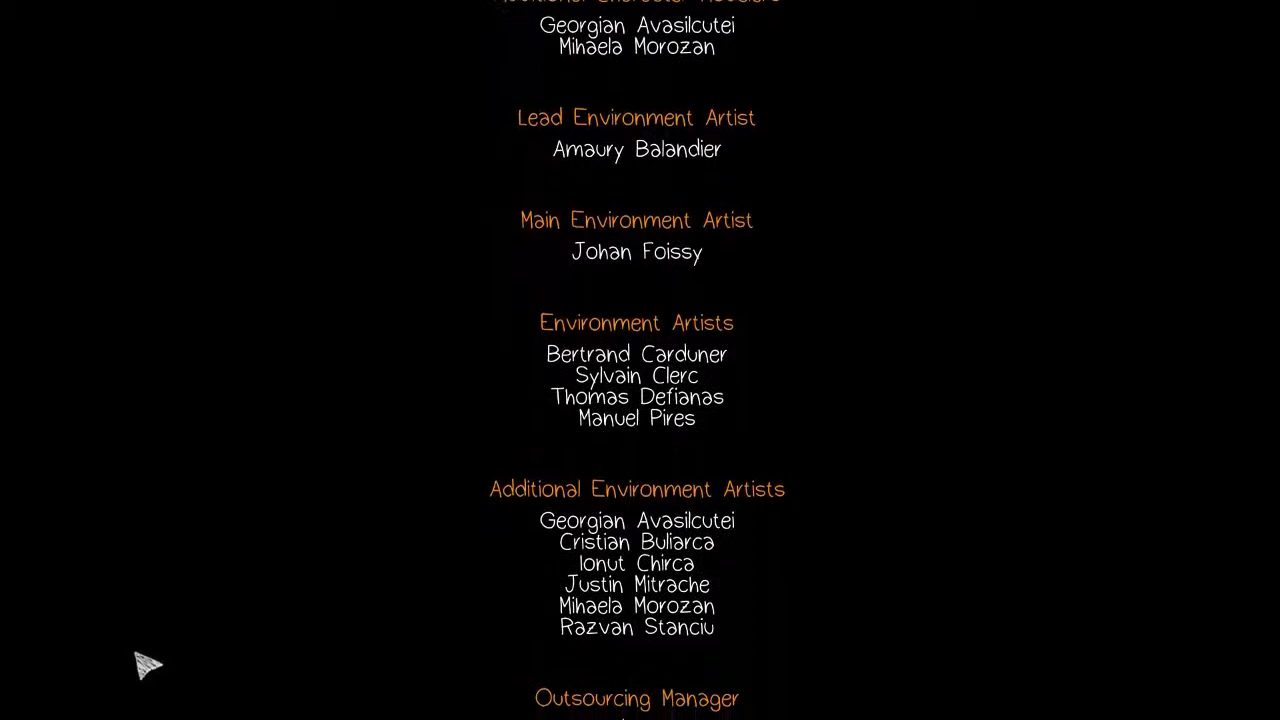 Georgian Avasilcutei
Mihaela Morozan
Lead Environment Artist
Amaury Balandier
Main Environment Artist
Johan Foissy
Environment Artists
Bertrand Carduner
Sylvain Clerc
Thomas Defianas
Manuel Pires
Additional Environment Artists
Georgian Avasilcutei
Cristian Buliarca
Ionut Chirca
Justin Mitrache
Mihaela Morozan
Razvan Stanciu
Outsourcing Manager